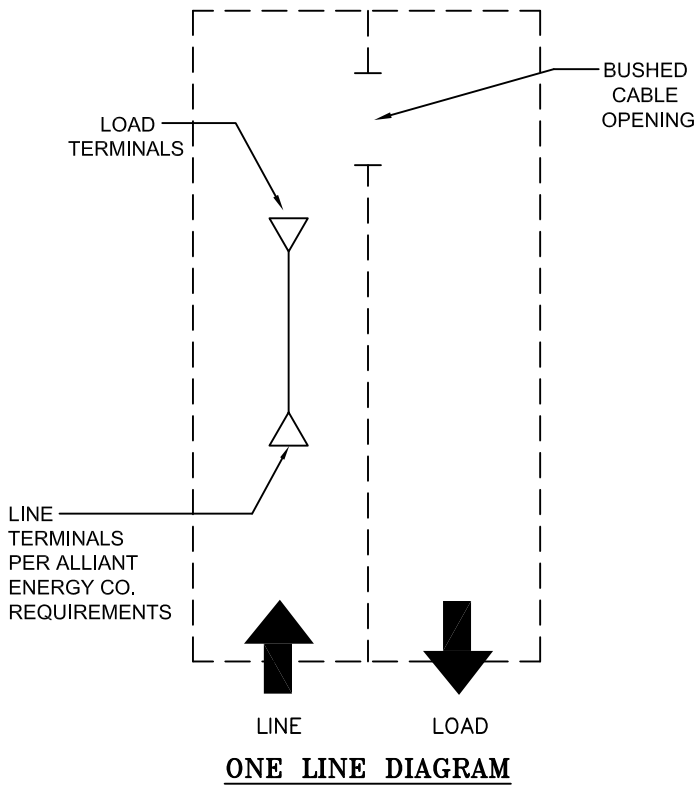 BUSHED
CABLE
OPENING
LOAD
TERMINALS
LINE
TERMINALS
PER ALLIANT
ENERGY CO.
REQUIREMENTS
LINE
LOAD
ONE LINE DIAGRAM